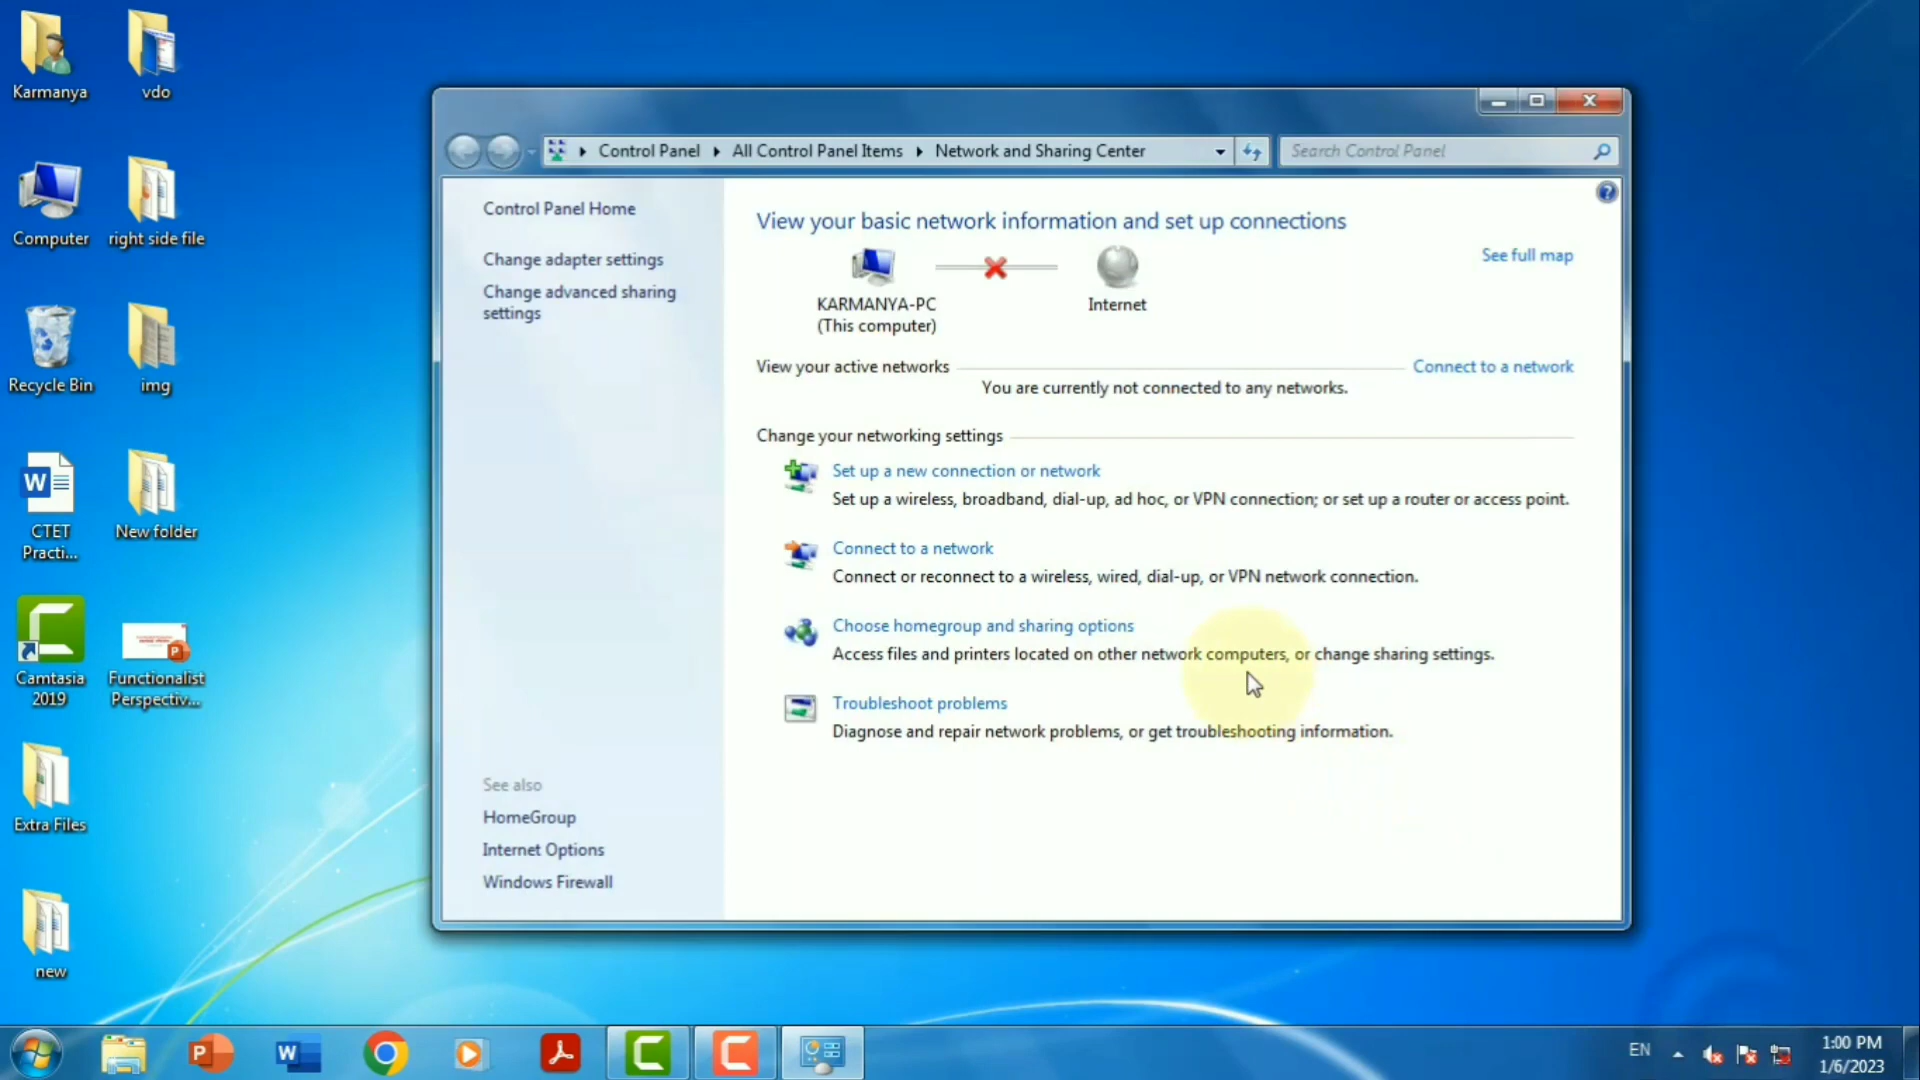 Karmanya
vdo
Computer
right side file
Recycle Bin
img
CTET
Practi...
New folder
Camtasia
2019
Functionalist
Perspectiv...
Extra Files
new
Control Panel
All Control Panel Items
Network and Sharing Center
Search Control Panel
Control Panel Home
Change adapter settings
Change advanced sharing
settings
See also
HomeGroup
Internet Options
Windows Firewall
View your basic network information and set up connections
See full map
KARMANYA-PC
(This computer)
Internet
View your active networks
Connect to a network
You are currently not connected to any networks.
Change your networking settings
Set up a new connection or network
Set up a wireless, broadband, dial-up, ad hoc, or VPN connection; or set up a router or access point.
Connect to a network
Connect or reconnect to a wireless, wired, dial-up, or VPN network connection.
Choose homegroup and sharing options
Access files and printers located on other network computers, or change sharing settings.
Troubleshoot problems
Diagnose and repair network problems, or get troubleshooting information.
EN
1:00 PM
1/6/2023